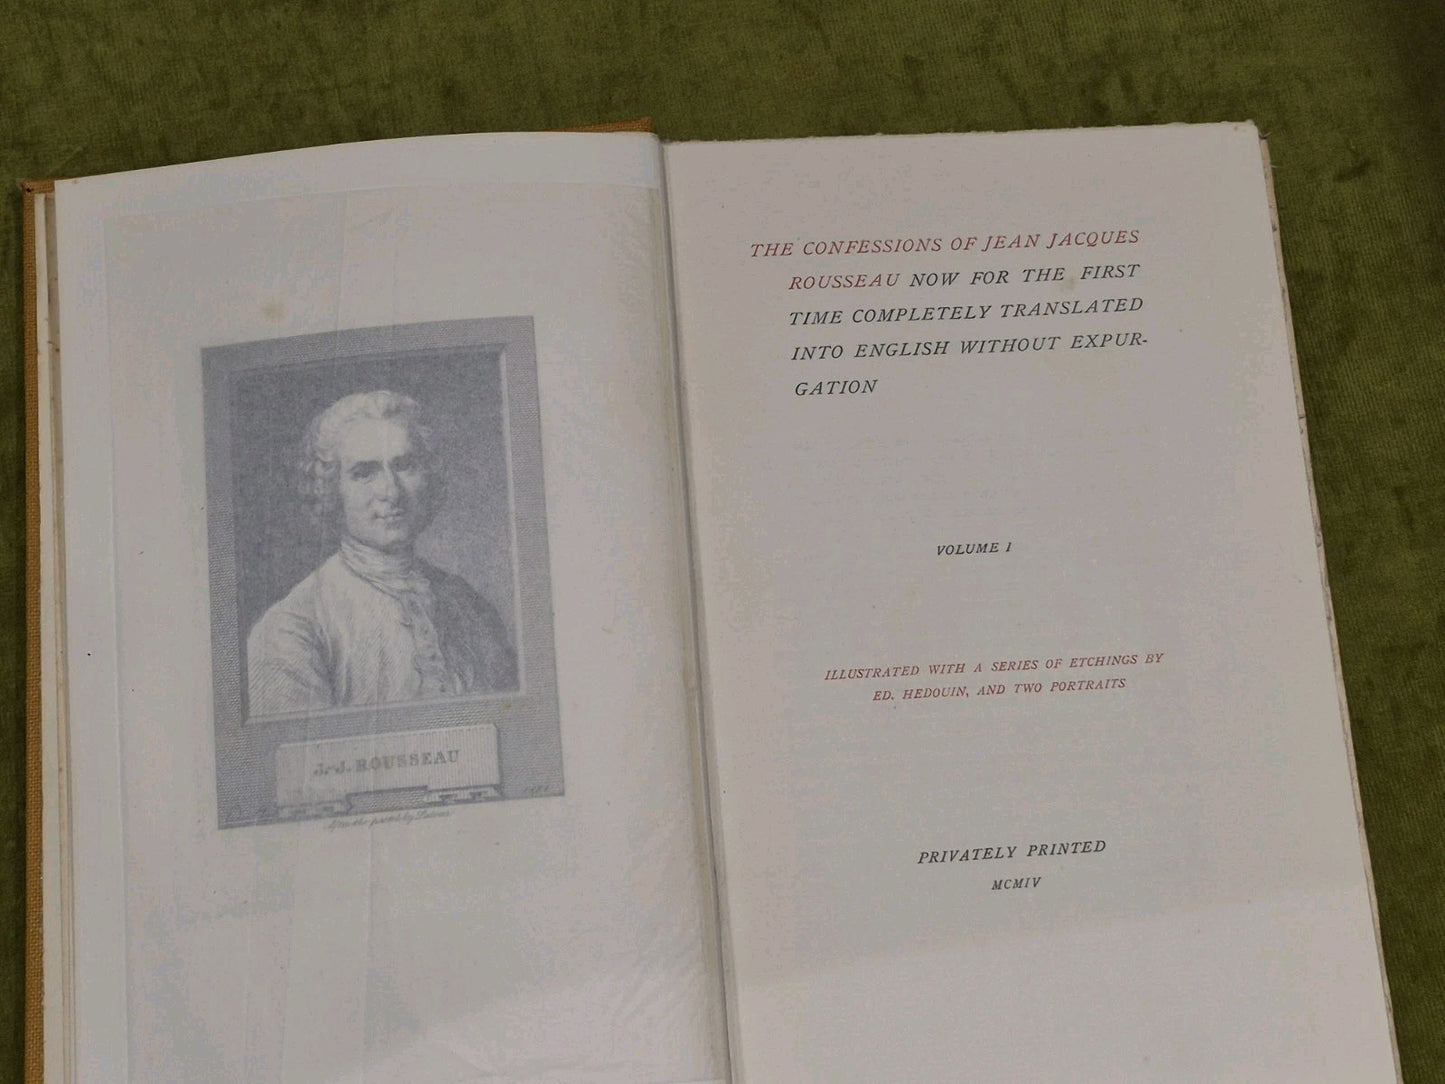 J. J. ROUSSEAU
THE CONFESSIONS OF JEAN JACQUES
ROUSSEAU NOW FOR THE FIRST
TIME COMPLETELY TRANSLATED
INTO ENGLISH WITHOUT EXPUR-
GATION
VOLUME I
ILLUSTRATED WITH A SERIES OF ETCHINGS BY
ED. HEDOUIN, AND TWO PORTRAITS
PRIVATELY PRINTED
MCMIV